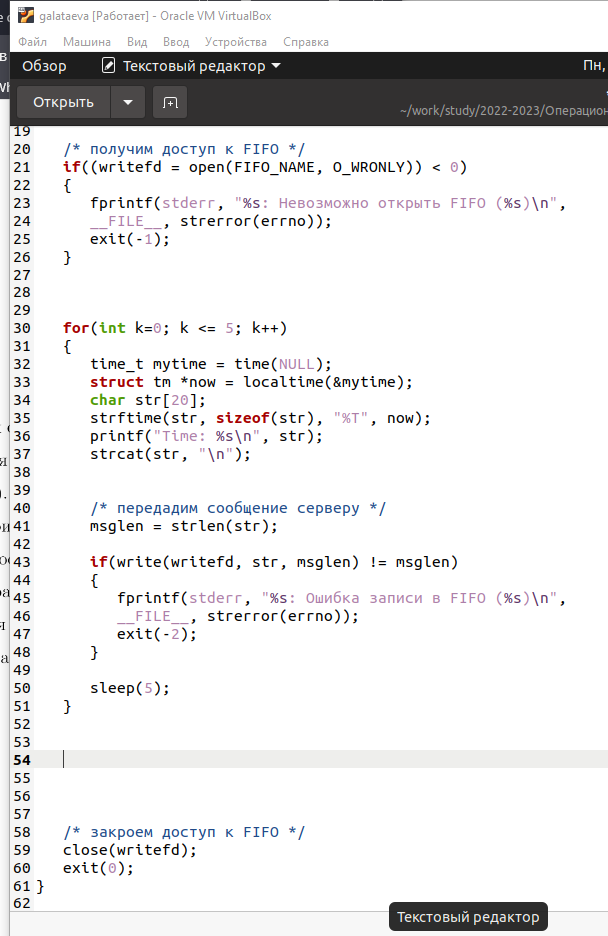 galataeva [Работает] - Oracle VM VirtualBox
Файл Машина Вид Ввод Устройства Справка
Обзор Текстовый редактор Пн,
Открыть
~/work/study/2022-2023/Операцион
19
20 /* получим доступ к FIFO */
21 if((writefd = open(FIFO_NAME, O_WRONLY)) < 0)
22 {
23 fprintf(stderr, "%s: Невозможно открыть FIFO (%s)\n",
24 __FILE__, strerror(errno));
25 exit(-1);
26 }
27
28
29
30 for(int k=0; k <= 5; k++)
31 {
32 time_t mytime = time(NULL);
33 struct tm *now = localtime(&mytime);
34 char str[20];
35 strftime(str, sizeof(str), "%T", now);
36 printf("Time: %s\n", str);
37 strcat(str, "\n");
38
39
40 /* передадим сообщение серверу */
41 msglen = strlen(str);
42
43 if(write(writefd, str, msglen) != msglen)
44 {
45 fprintf(stderr, "%s: Ошибка записи в FIFO (%s)\n",
46 __FILE__, strerror(errno));
47 exit(-2);
48 }
49
50 sleep(5);
51 }
52
53
54
55
56
57
58 /* закроем доступ к FIFO */
59 close(writefd);
60 exit(0);
61 }
62
Текстовый редактор